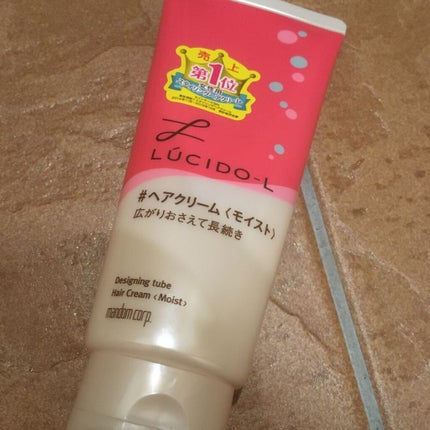 売上
第1位
LÚCIDO-L
#ヘアクリーム〈モイスト〉
広がりおさえて長続き
Designing tube
Hair Cream <Moist>
mandom corp.